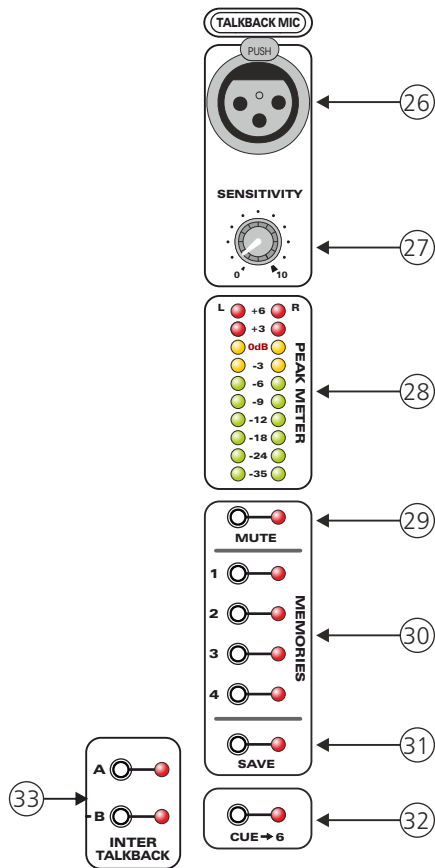 TALKBACK MIC
PUSH
26
SENSITIVITY
0 10
27
L +6 R
+3
0dB
-3
-6
-9
-12
-18
-24
-35
PEAK METER
28
MUTE
29
1
2
3
4
MEMORIES
30
SAVE
31
A
-B
INTER
TALKBACK
33
CUE→6
32